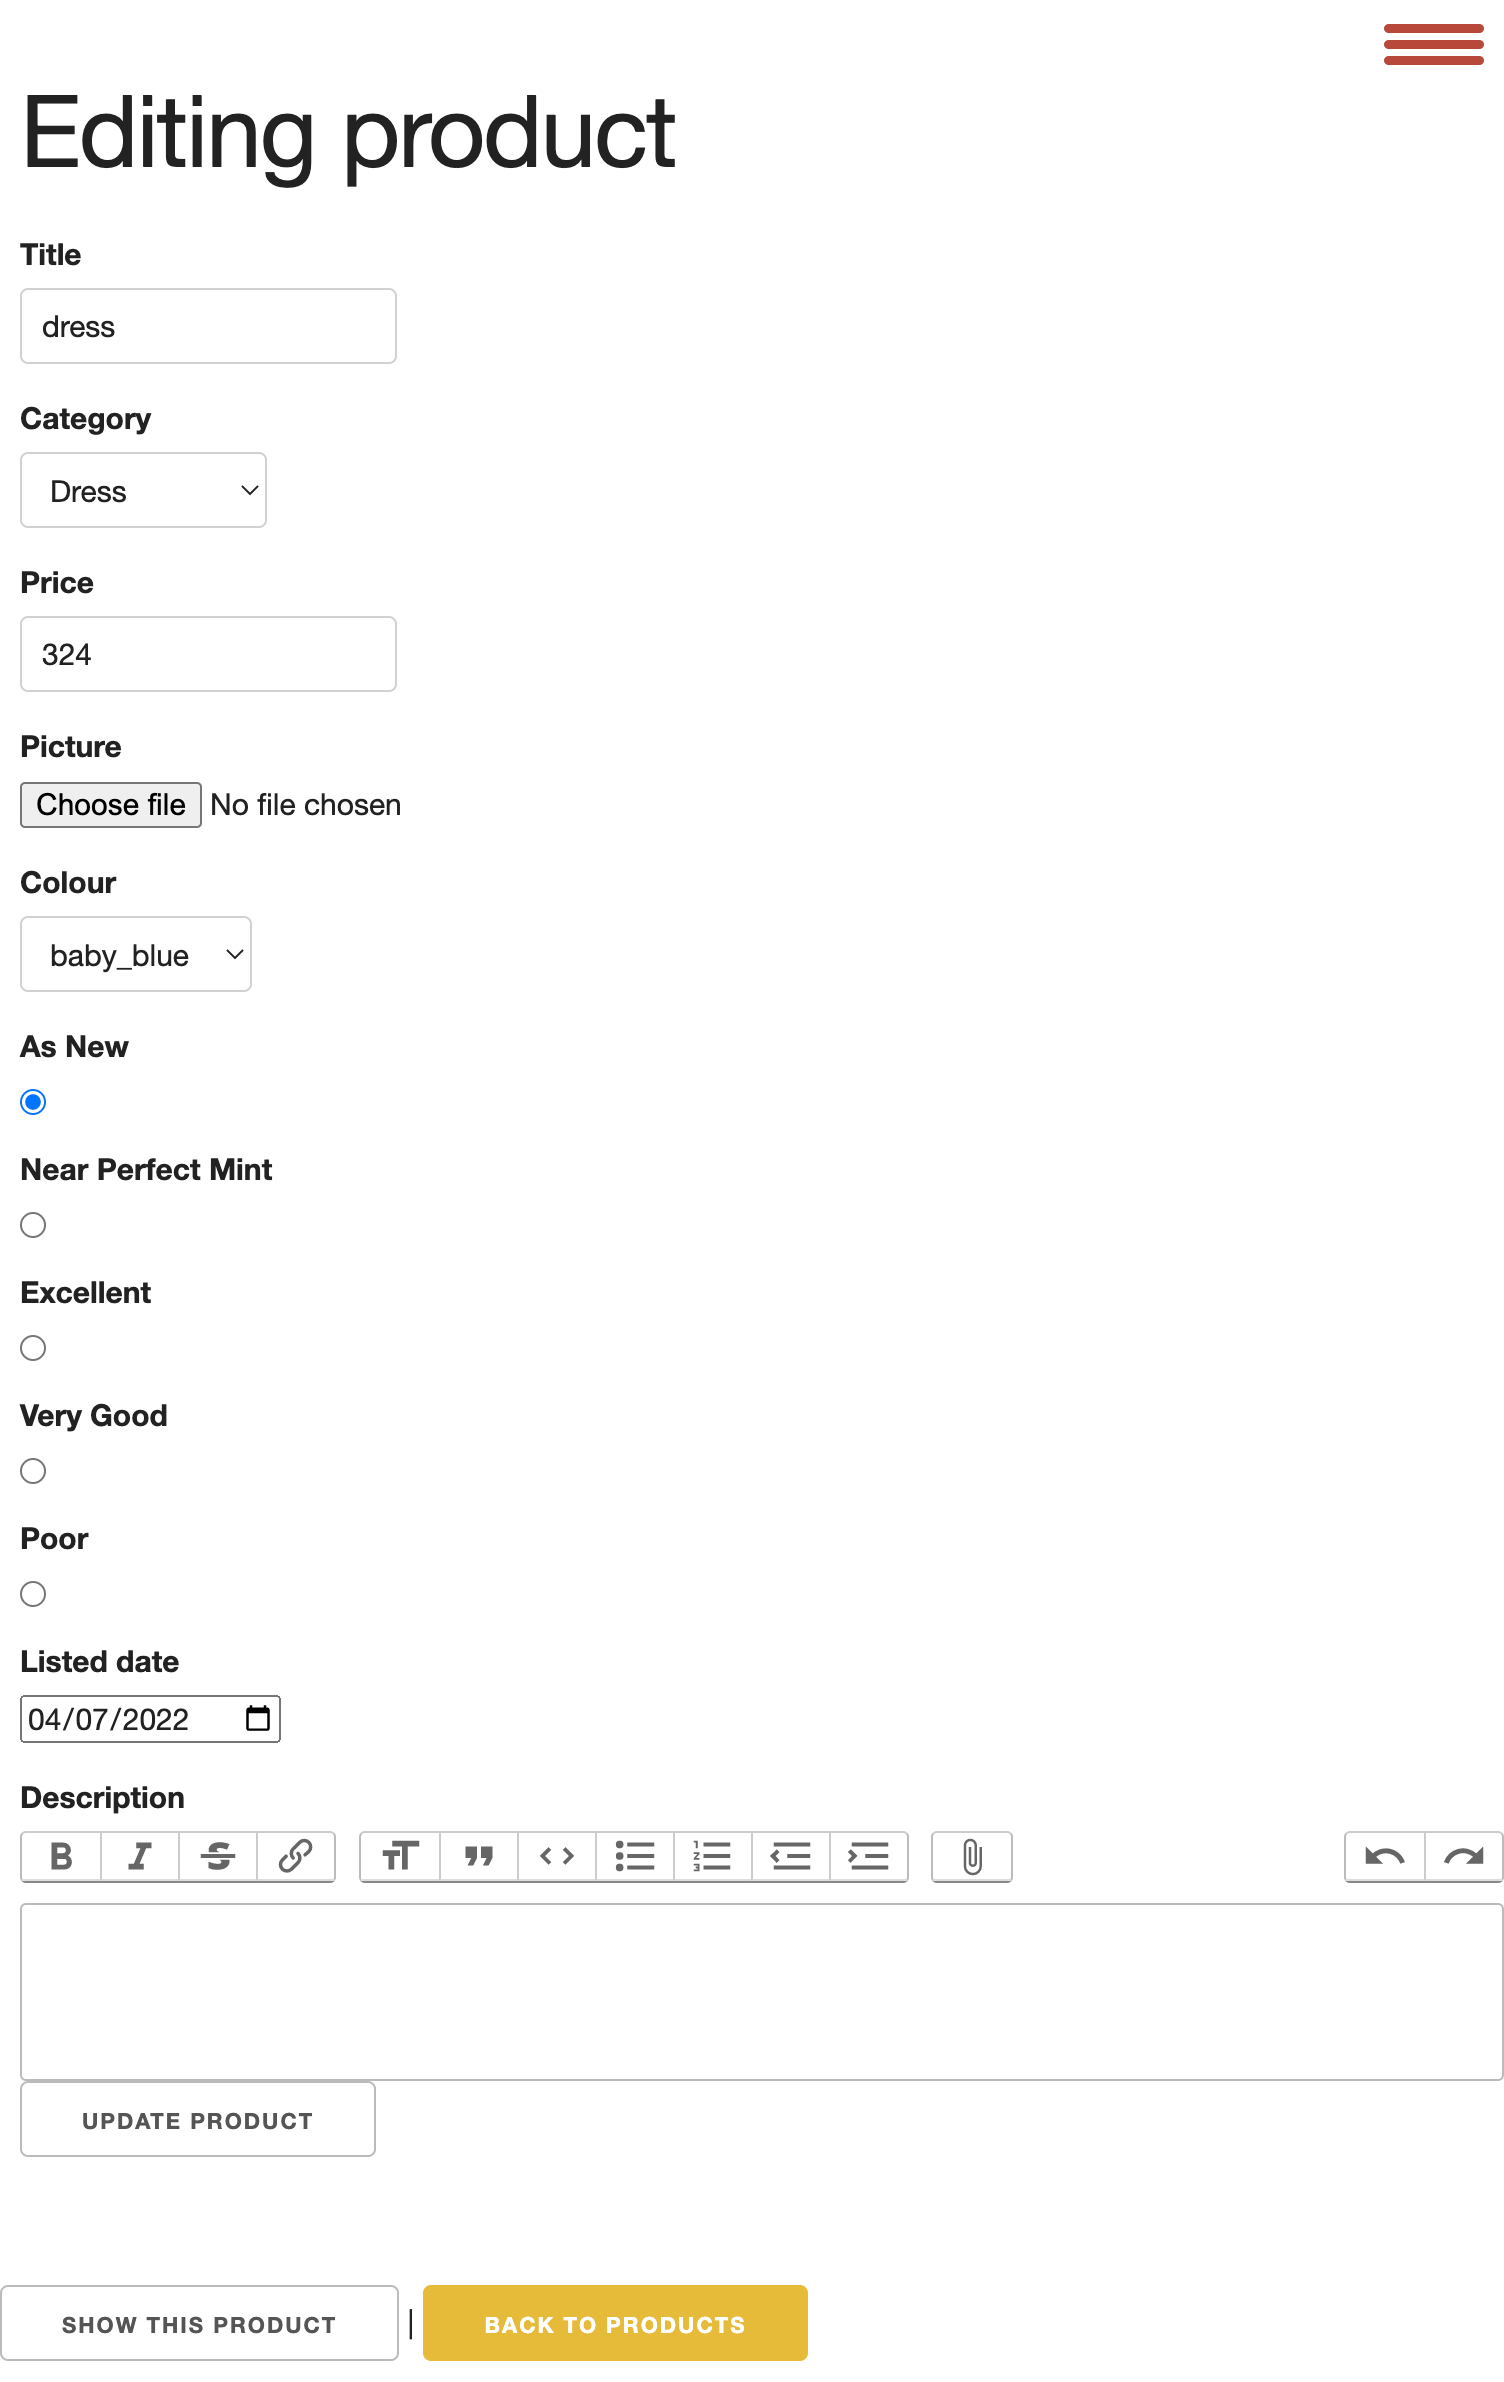 Editing product
Title
dress
Category
Dress
Price
324
Picture
Choose file No file chosen
Colour
baby_blue
As New
Near Perfect Mint
Excellent
Very Good
Poor
Listed date
04/07/2022
Description
UPDATE PRODUCT
SHOW THIS PRODUCT | BACK TO PRODUCTS